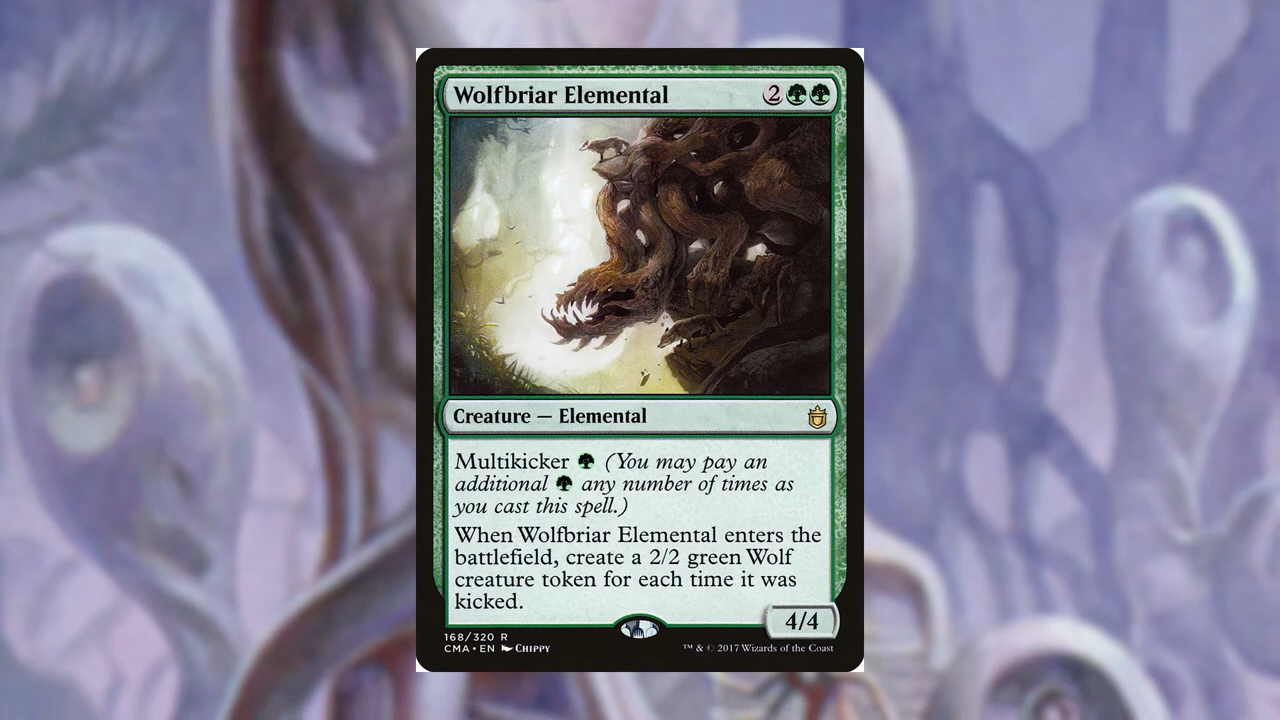 Wolfbriar Elemental 2
Creature — Elemental
Multikicker (You may pay an
additional any number of times as
you cast this spell.)
When Wolfbriar Elemental enters the
battlefield, create a 2/2 green Wolf
creature token for each time it was
kicked.
4/4
168/320 R
CMA • EN CHIPPY
™ & © 2017 Wizards of the Coast